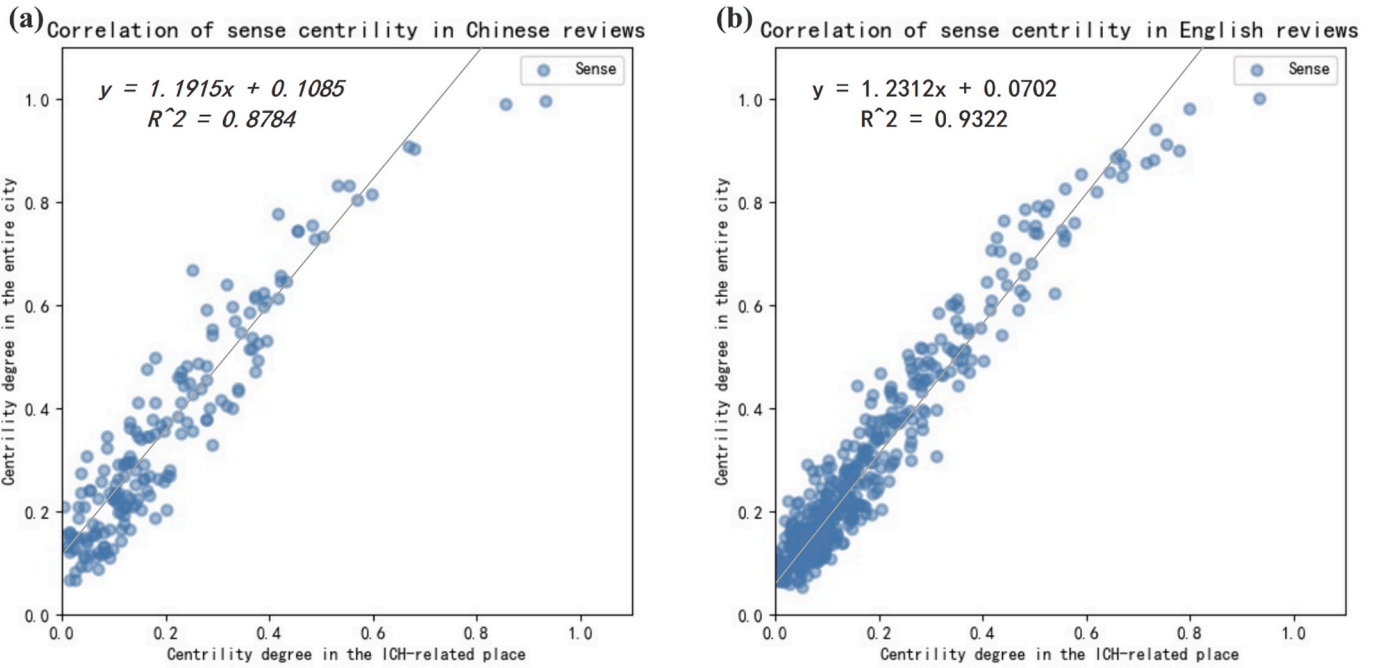 (a) Correlation of sense centrility in Chinese reviews
Sense
y = 1.1915x + 0.1085
R^2 = 0.8784
Centrility degree in the entire city
1.0
0.8
0.6
0.4
0.2
0.0
0.0 0.2 0.4 0.6 0.8 1.0
Centrility degree in the ICH-related place
(b) Correlation of sense centrility in English reviews
Sense
y = 1.2312x + 0.0702
R^2 = 0.9322
Centrility degree in the entire city
1.0
0.8
0.6
0.4
0.2
0.0
0.0 0.2 0.4 0.6 0.8 1.0
Centrility degree in the ICH-related place